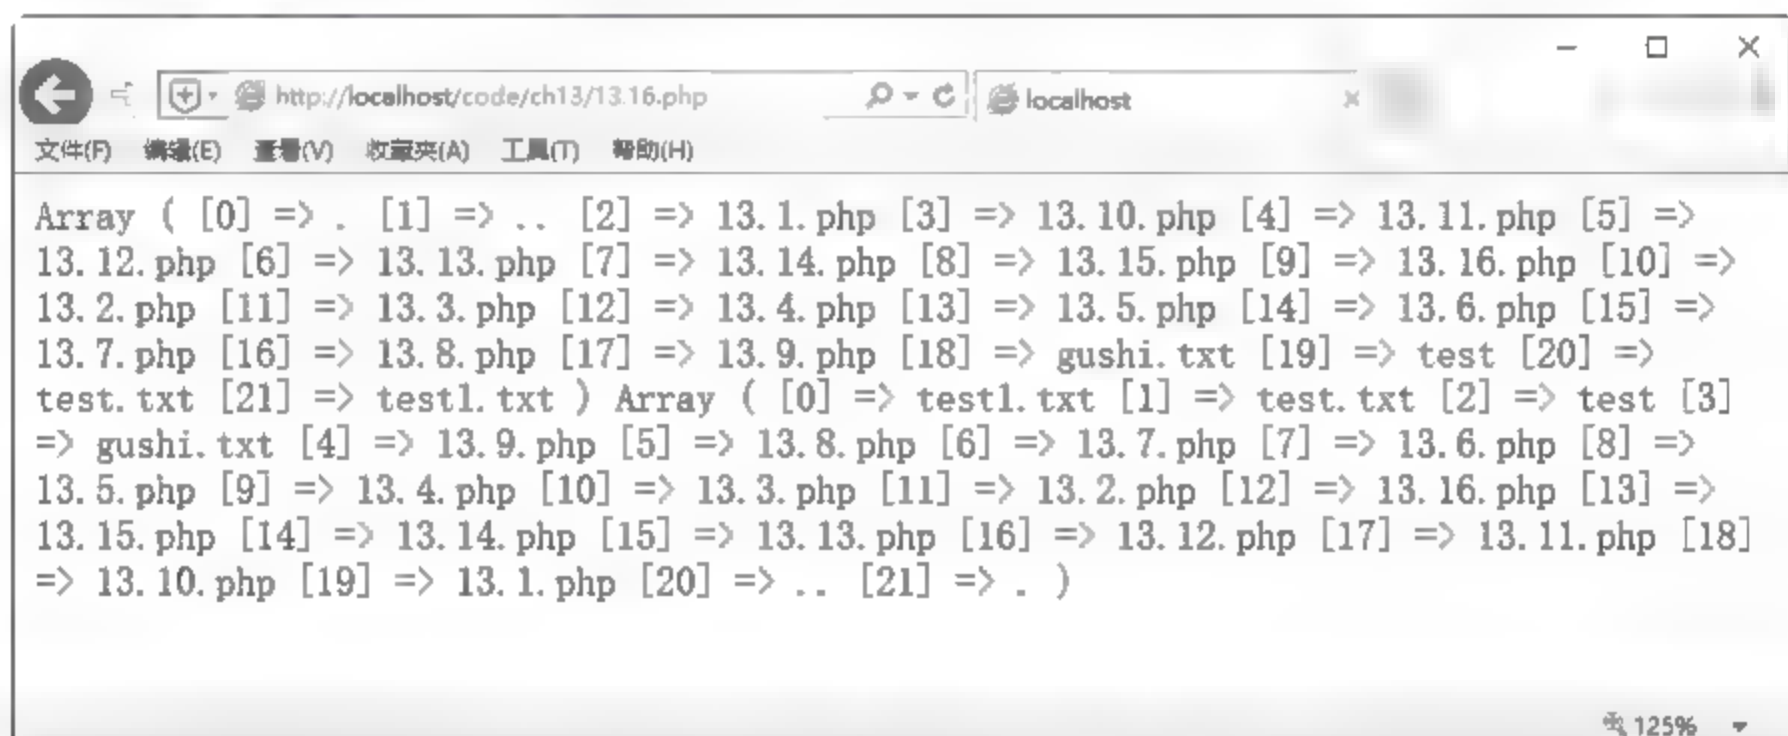 http://localhost/code/ch13/13.16.php
localhost
文件(F) 编辑(E) 查看(V) 收藏夹(A) 工具(T) 帮助(H)
Array ( [0] => . [1] => .. [2] => 13.1.php [3] => 13.10.php [4] => 13.11.php [5] =>
13.12.php [6] => 13.13.php [7] => 13.14.php [8] => 13.15.php [9] => 13.16.php [10] =>
13.2.php [11] => 13.3.php [12] => 13.4.php [13] => 13.5.php [14] => 13.6.php [15] =>
13.7.php [16] => 13.8.php [17] => 13.9.php [18] => gushi.txt [19] => test [20] =>
test.txt [21] => test1.txt ) Array ( [0] => test1.txt [1] => test.txt [2] => test [3]
=> gushi.txt [4] => 13.9.php [5] => 13.8.php [6] => 13.7.php [7] => 13.6.php [8] =>
13.5.php [9] => 13.4.php [10] => 13.3.php [11] => 13.2.php [12] => 13.16.php [13] =>
13.15.php [14] => 13.14.php [15] => 13.13.php [16] => 13.12.php [17] => 13.11.php [18]
=> 13.10.php [19] => 13.1.php [20] => .. [21] => . )
125%